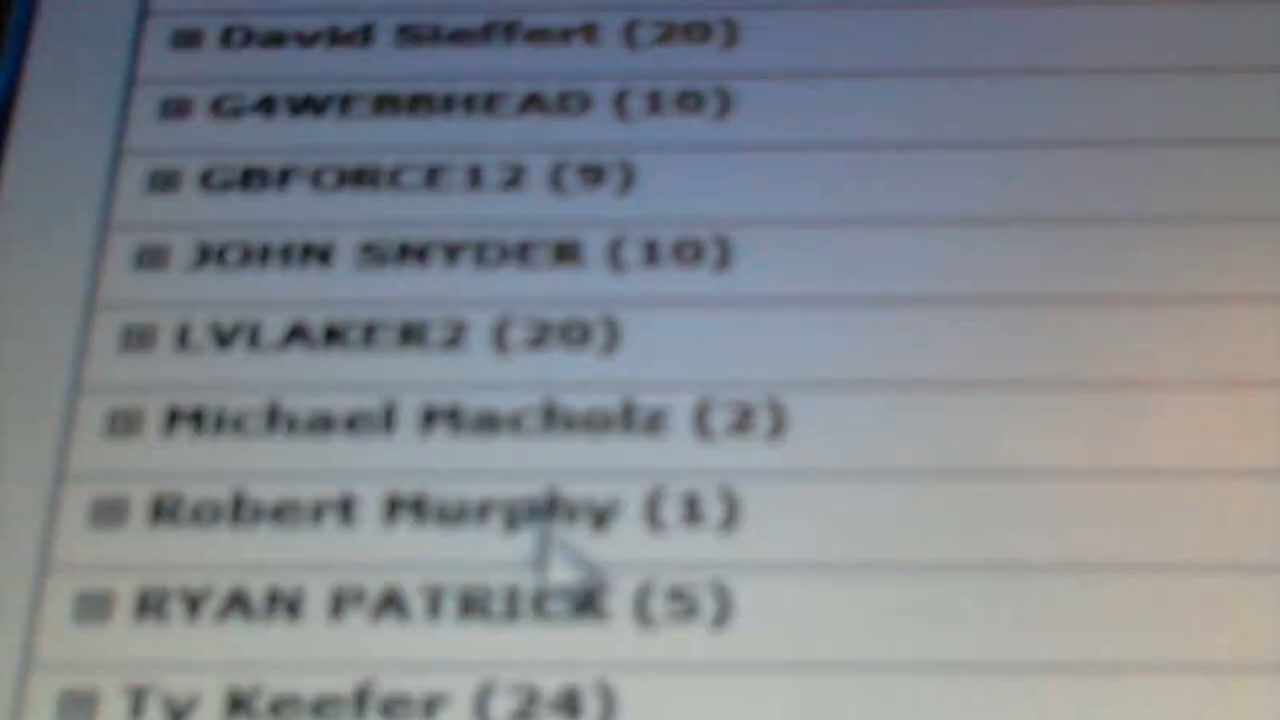 David Sieffert (20)
G4WEBBHEAD (10)
GBFORCE12 (9)
JOHN SNYDER (10)
LVLAKER2 (20)
Michael Macholz (2)
Robert Murphy (1)
RYAN PATRICK (5)
Ty Keefer (24)